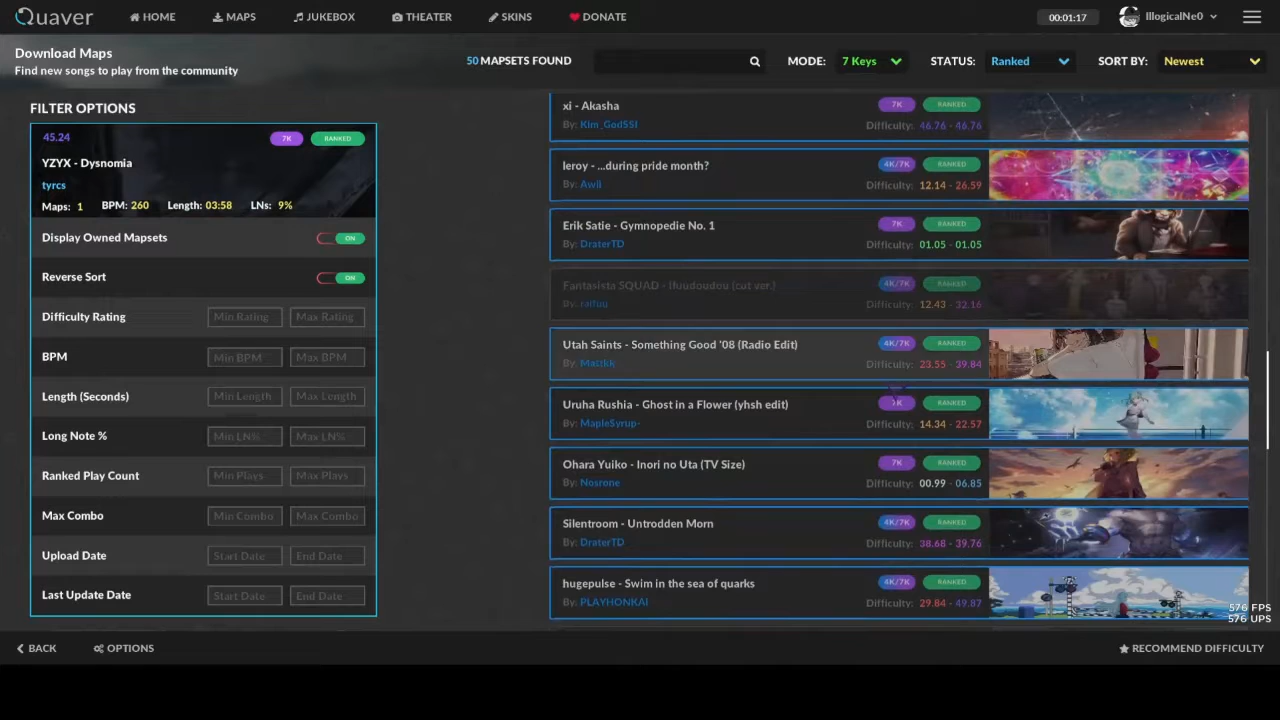 Quaver HOME MAPS JUKEBOX THEATER SKINS DONATE 00:01:17 IllogicalNe0
Download Maps
Find new songs to play from the community
50 MAPSETS FOUND MODE: 7 Keys STATUS: Ranked SORT BY: Newest
FILTER OPTIONS
45.24 7K RANKED
YZYX - Dysnomia
tyrcs
Maps: 1 BPM: 260 Length: 03:58 LNs: 9%
Display Owned Mapsets ON
Reverse Sort ON
Difficulty Rating Min Rating Max Rating
BPM Min BPM Max BPM
Length (Seconds) Min Length Max Length
Long Note % Min LN% Max LN%
Ranked Play Count Min Plays Max Plays
Max Combo Min Combo Max Combo
Upload Date Start Date End Date
Last Update Date Start Date End Date
xi - Akasha 7K RANKED
By: Kim_GodSSI Difficulty: 46.76 - 46.76
leroy - ...during pride month? 4K/7K RANKED
By: Awli Difficulty: 12.14 - 26.59
Erik Satie - Gymnopedie No. 1 7K RANKED
By: DraterTD Difficulty: 01.05 - 01.05
Fantasista SQUAD - Ifuudoudou (cut ver.) 4K/7K RANKED
By: raifuu Difficulty: 12.43 - 32.16
Utah Saints - Something Good '08 (Radio Edit) 4K/7K RANKED
By: Mattkk Difficulty: 23.55 - 39.84
Uruha Rushia - Ghost in a Flower (yhsh edit) 7K RANKED
By: MapleSyrup- Difficulty: 14.34 - 22.57
Ohara Yuiko - Inori no Uta (TV Size) 7K RANKED
By: Nosrone Difficulty: 00.99 - 06.85
Silentroom - Untrodden Morn 4K/7K RANKED
By: DraterTD Difficulty: 38.68 - 39.76
hugepulse - Swim in the sea of quarks 4K/7K RANKED
By: PLAYHONKAI Difficulty: 29.84 - 49.87
576 FPS
576 UPS
BACK OPTIONS RECOMMEND DIFFICULTY